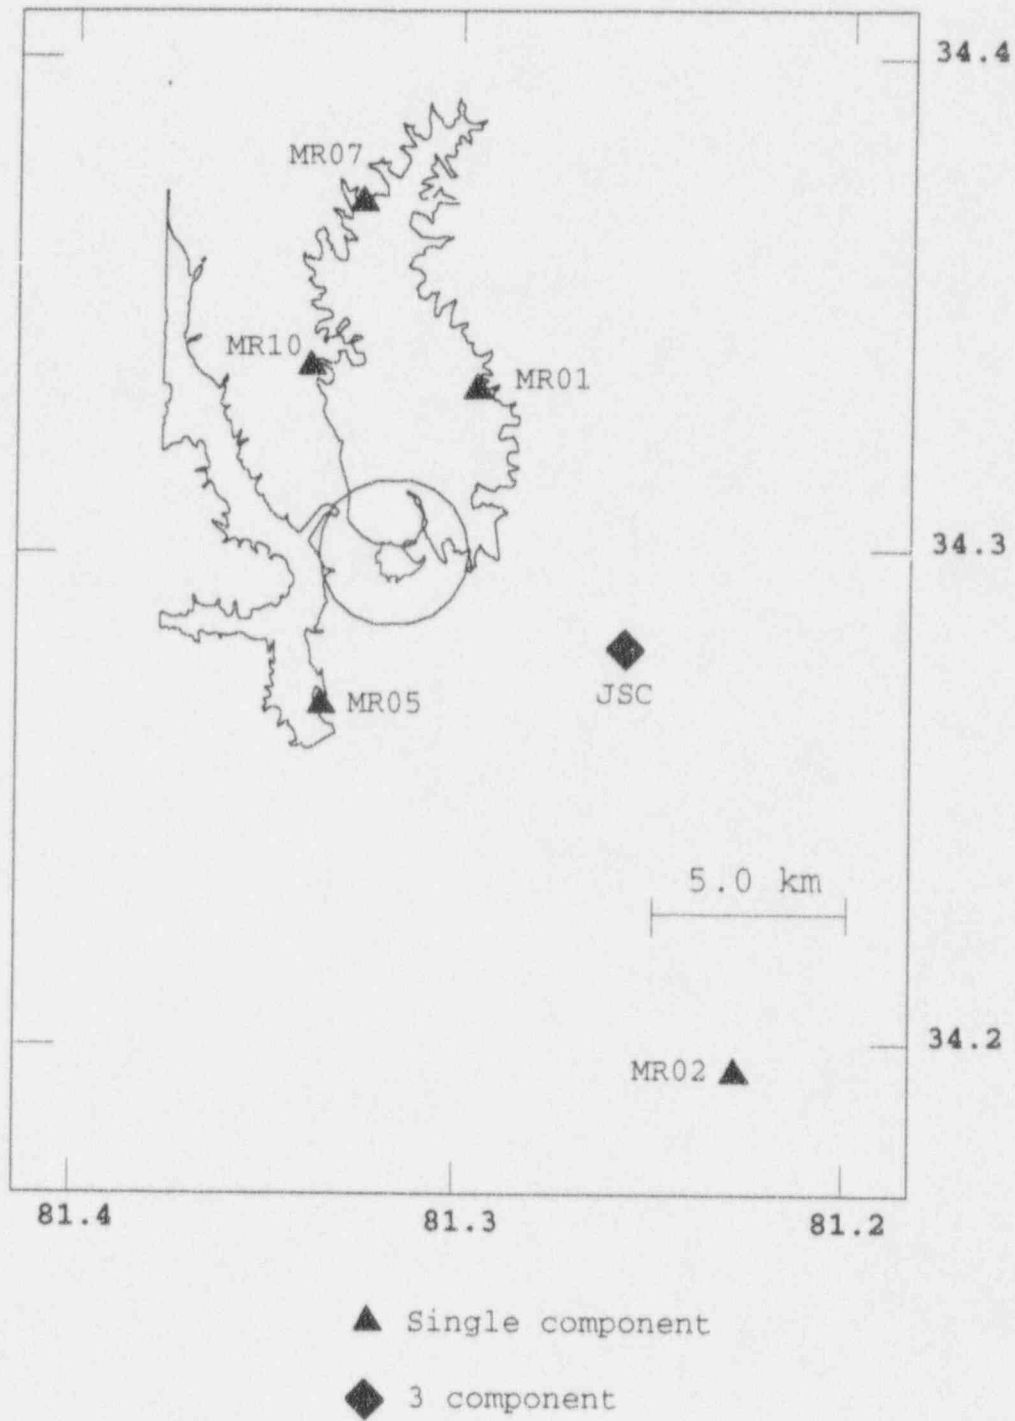 34.4
MR07
MR10
MR01
34.3
JSC
MR05
5.0 km
34.2
MR02
81.4
81.3
81.2
Single component
3 component